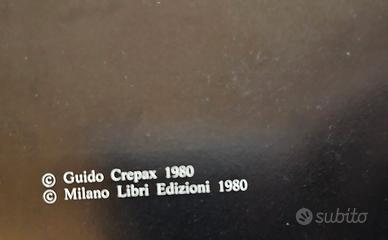 © Guido Crepax 1980
© Milano Libri Edizioni 1980
subito